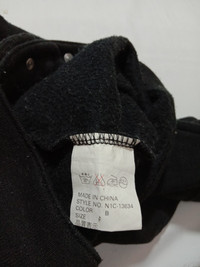 MADE IN
CHINA
STYLE NO. N1C-13634
COLOR B
SIZE